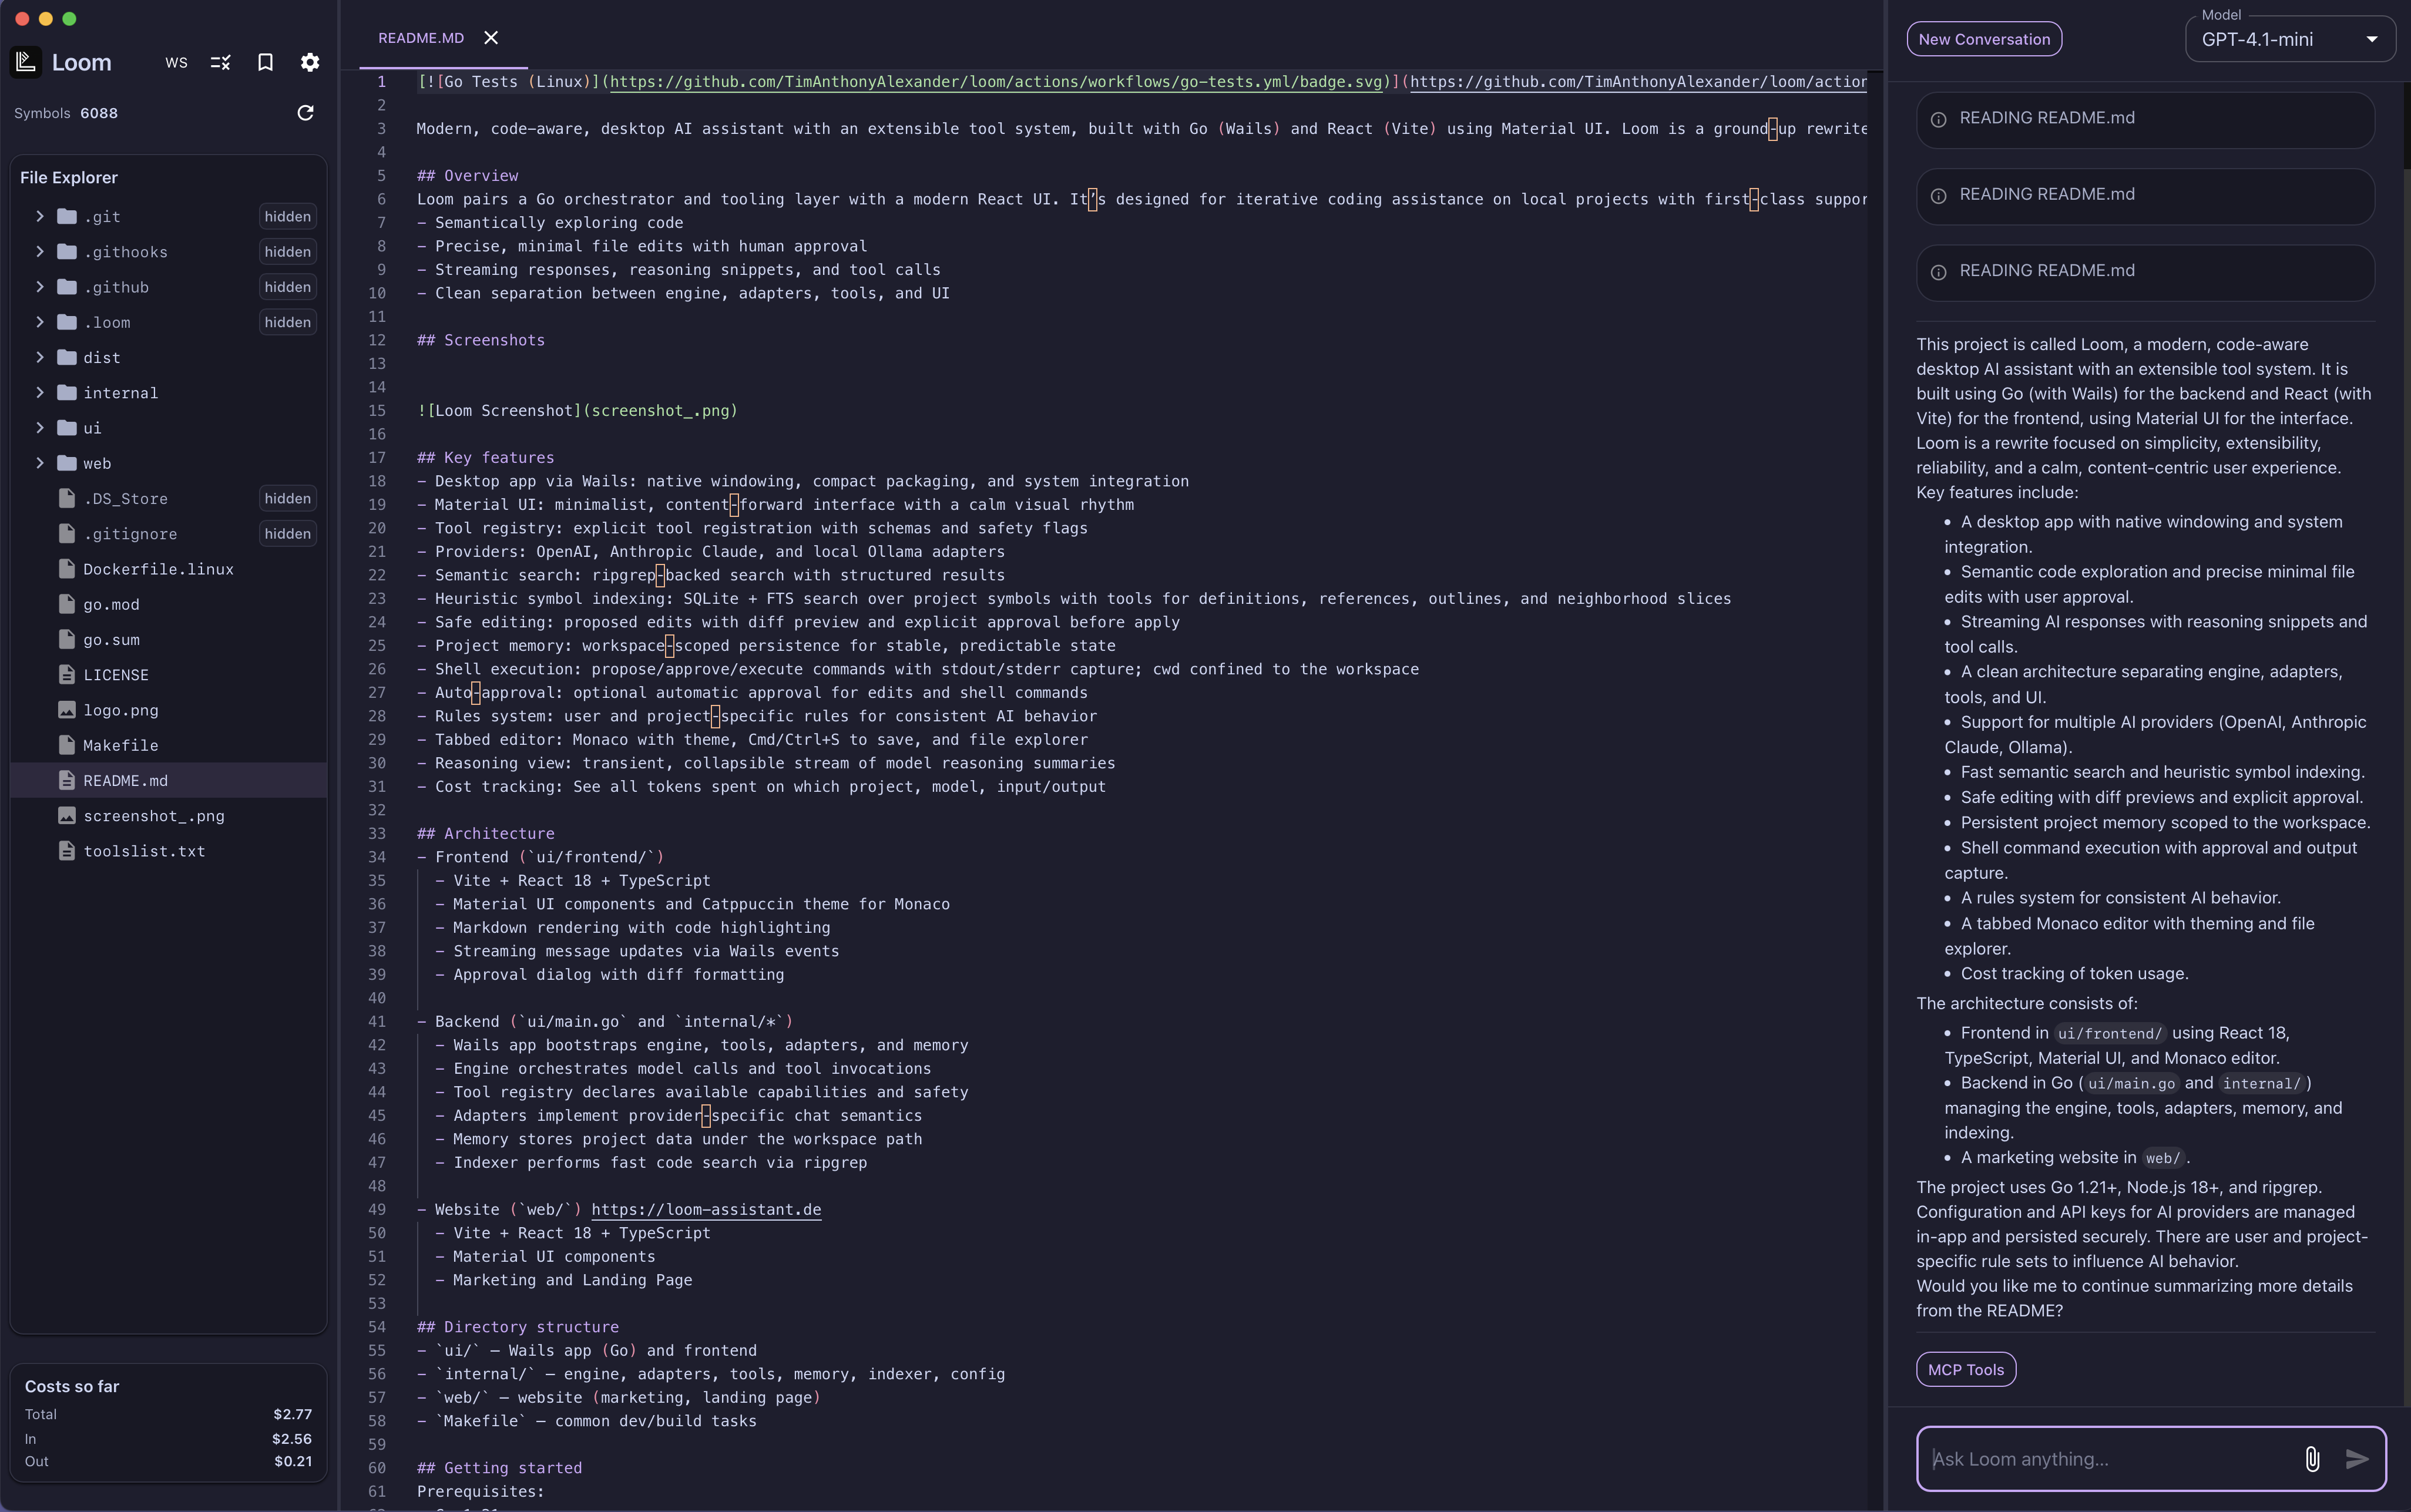 Loom
WS
Symbols 6088
File Explorer
.git hidden
.githooks hidden
.github hidden
.loom hidden
dist
internal
ui
web
.DS_Store hidden
.gitignore hidden
Dockerfile.linux
go.mod
go.sum
LICENSE
logo.png
Makefile
README.md
screenshot_.png
toolslist.txt
Costs so far
Total $2.77
In $2.56
Out $0.21
README.MD
1 [![Go Tests (Linux)](https://github.com/TimAnthonyAlexander/loom/actions/workflows/go-tests.yml/badge.svg)](https://github.com/TimAnthonyAlexander/loom/action
2
3 Modern, code-aware, desktop AI assistant with an extensible tool system, built with Go (Wails) and React (Vite) using Material UI. Loom is a ground‑up rewrite
4
5 ## Overview
6 Loom pairs a Go orchestrator and tooling layer with a modern React UI. It’s designed for iterative coding assistance on local projects with first‑class suppor
7 - Semantically exploring code
8 - Precise, minimal file edits with human approval
9 - Streaming responses, reasoning snippets, and tool calls
10 - Clean separation between engine, adapters, tools, and UI
11
12 ## Screenshots
13
14
15 ![Loom Screenshot](screenshot_.png)
16
17 ## Key features
18 - Desktop app via Wails: native windowing, compact packaging, and system integration
19 - Material UI: minimalist, content‑forward interface with a calm visual rhythm
20 - Tool registry: explicit tool registration with schemas and safety flags
21 - Providers: OpenAI, Anthropic Claude, and local Ollama adapters
22 - Semantic search: ripgrep‑backed search with structured results
23 - Heuristic symbol indexing: SQLite + FTS search over project symbols with tools for definitions, references, outlines, and neighborhood slices
24 - Safe editing: proposed edits with diff preview and explicit approval before apply
25 - Project memory: workspace‑scoped persistence for stable, predictable state
26 - Shell execution: propose/approve/execute commands with stdout/stderr capture; cwd confined to the workspace
27 - Auto‑approval: optional automatic approval for edits and shell commands
28 - Rules system: user and project‑specific rules for consistent AI behavior
29 - Tabbed editor: Monaco with theme, Cmd/Ctrl+S to save, and file explorer
30 - Reasoning view: transient, collapsible stream of model reasoning summaries
31 - Cost tracking: See all tokens spent on which project, model, input/output
32
33 ## Architecture
34 - Frontend (`ui/frontend/`)
35 - Vite + React 18 + TypeScript
36 - Material UI components and Catppuccin theme for Monaco
37 - Markdown rendering with code highlighting
38 - Streaming message updates via Wails events
39 - Approval dialog with diff formatting
40
41 - Backend (`ui/main.go` and `internal/*`)
42 - Wails app bootstraps engine, tools, adapters, and memory
43 - Engine orchestrates model calls and tool invocations
44 - Tool registry declares available capabilities and safety
45 - Adapters implement provider‑specific chat semantics
46 - Memory stores project data under the workspace path
47 - Indexer performs fast code search via ripgrep
48
49 - Website (`web/`) https://loom-assistant.de
50 - Vite + React 18 + TypeScript
51 - Material UI components
52 - Marketing and Landing Page
53
54 ## Directory structure
55 - `ui/` — Wails app (Go) and frontend
56 - `internal/` — engine, adapters, tools, memory, indexer, config
57 - `web/` — website (marketing, landing page)
58 - `Makefile` — common dev/build tasks
59
60 ## Getting started
61 Prerequisites:
New Conversation
Model
GPT-4.1-mini
READING README.md
READING README.md
READING README.md
This project is called Loom, a modern, code-aware
desktop AI assistant with an extensible tool system. It is
built using Go (with Wails) for the backend and React (with
Vite) for the frontend, using Material UI for the interface.
Loom is a rewrite focused on simplicity, extensibility,
reliability, and a calm, content-centric user experience.
Key features include:
• A desktop app with native windowing and system
integration.
• Semantic code exploration and precise minimal file
edits with user approval.
• Streaming AI responses with reasoning snippets and
tool calls.
• A clean architecture separating engine, adapters,
tools, and UI.
• Support for multiple AI providers (OpenAI, Anthropic
Claude, Ollama).
• Fast semantic search and heuristic symbol indexing.
• Safe editing with diff previews and explicit approval.
• Persistent project memory scoped to the workspace.
• Shell command execution with approval and output
capture.
• A rules system for consistent AI behavior.
• A tabbed Monaco editor with theming and file
explorer.
• Cost tracking of token usage.
The architecture consists of:
• Frontend in ui/frontend/ using React 18,
TypeScript, Material UI, and Monaco editor.
• Backend in Go (ui/main.go and internal/)
managing the engine, tools, adapters, memory, and
indexing.
• A marketing website in web/.
The project uses Go 1.21+, Node.js 18+, and ripgrep.
Configuration and API keys for AI providers are managed
in-app and persisted securely. There are user and project-
specific rule sets to influence AI behavior.
Would you like me to continue summarizing more details
from the README?
MCP Tools
Ask Loom anything...